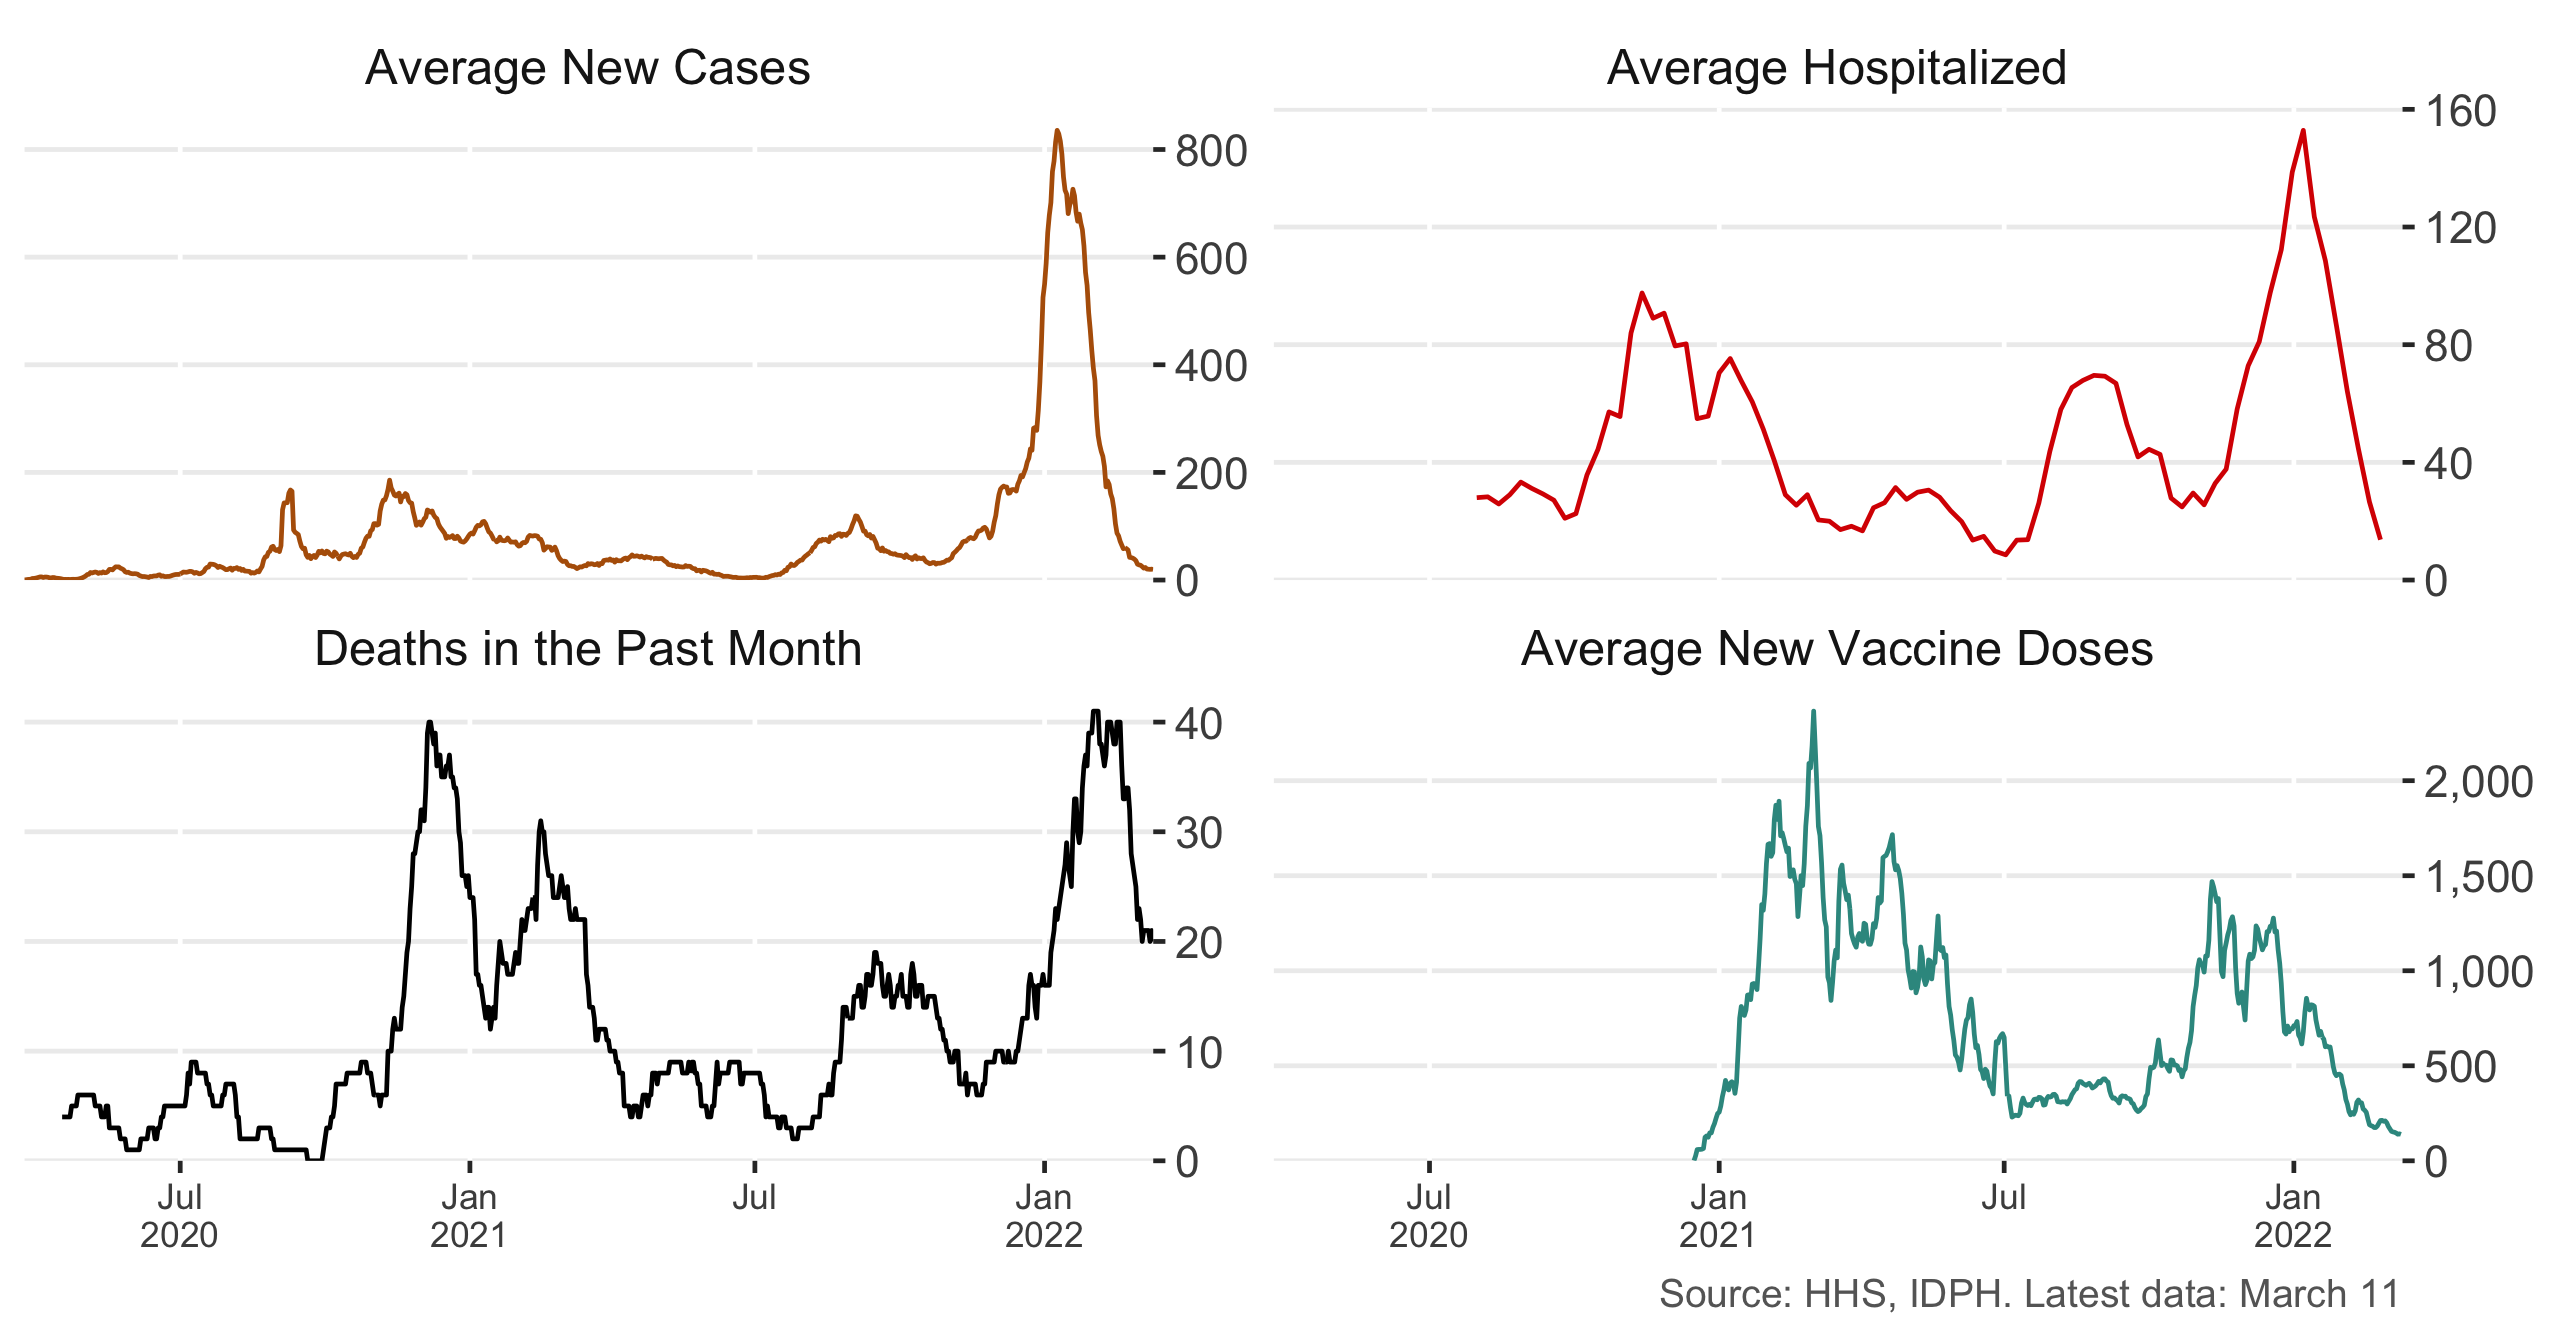 Average New Cases
800
600
400
200
0
Average Hospitalized
160
120
80
40
0
Deaths in the Past Month
40
30
20
10
0
Jul
2020
Jan
2021
Jul
Jan
2022
Average New Vaccine Doses
2,000
1,500
1,000
500
0
Jul
2020
Jan
2021
Jul
Jan
2022
Source: HHS, IDPH. Latest data: March 11